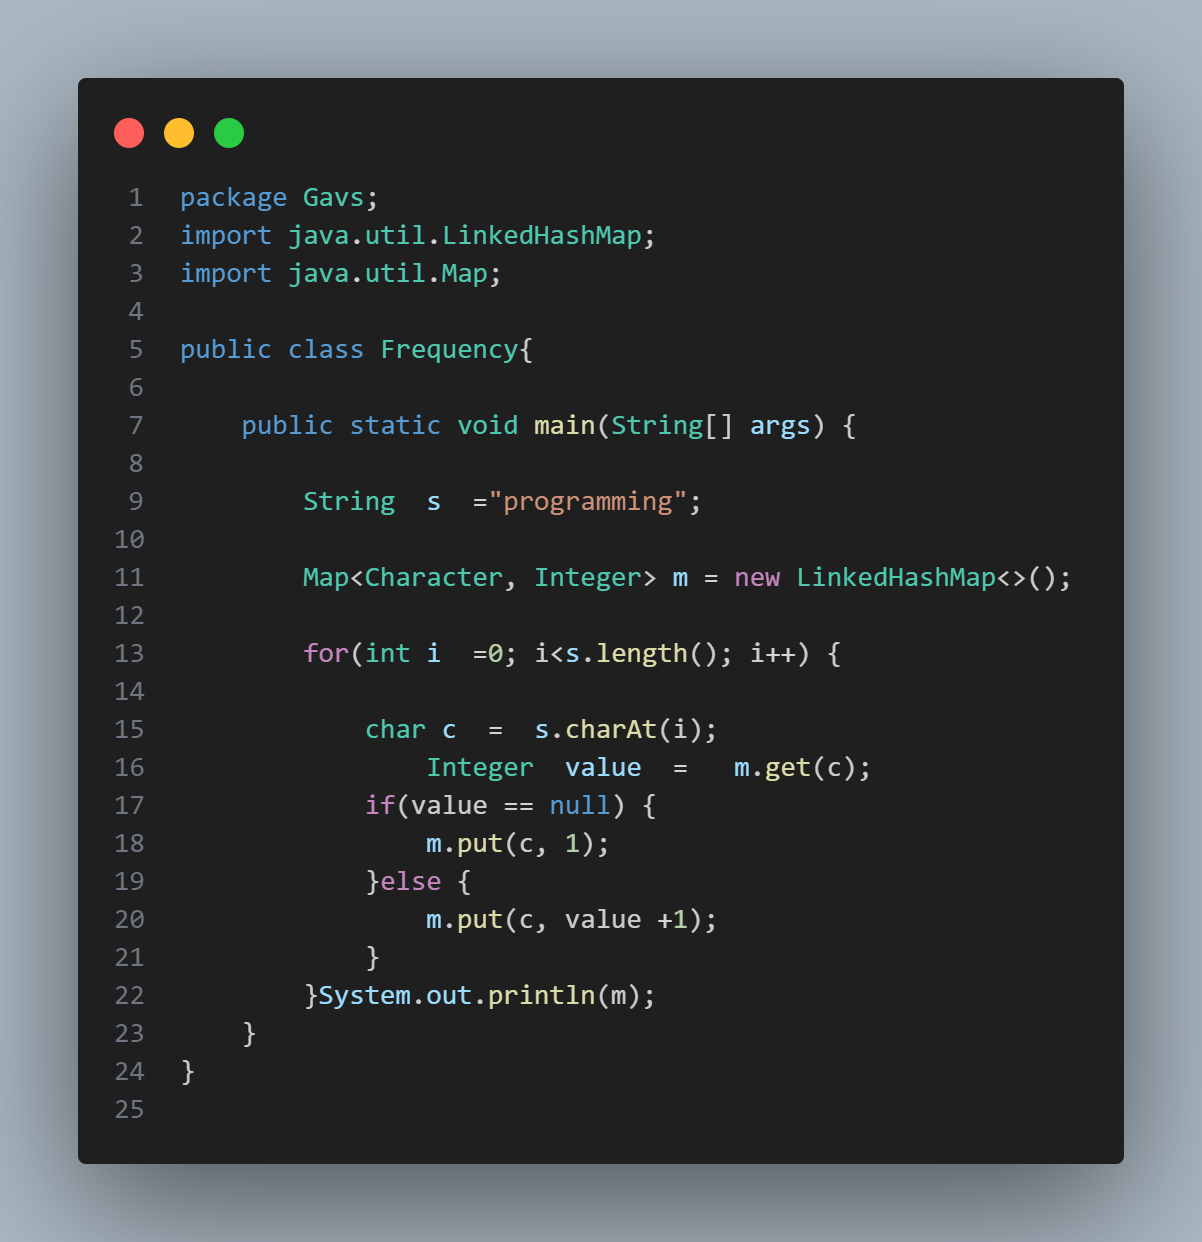 1 package Gavs;
2 import java.util.LinkedHashMap;
3 import java.util.Map;
4
5 public class Frequency{
6
7     public static void main(String[] args) {
8
9         String  s  ="programming";
10
11         Map<Character, Integer> m = new LinkedHashMap<>();
12
13         for(int i  =0; i<s.length(); i++) {
14
15             char c  =  s.charAt(i);
16                 Integer  value  =   m.get(c);
17             if(value == null) {
18                 m.put(c, 1);
19             }else {
20                 m.put(c, value +1);
21             }
22         }System.out.println(m);
23     }
24 }
25